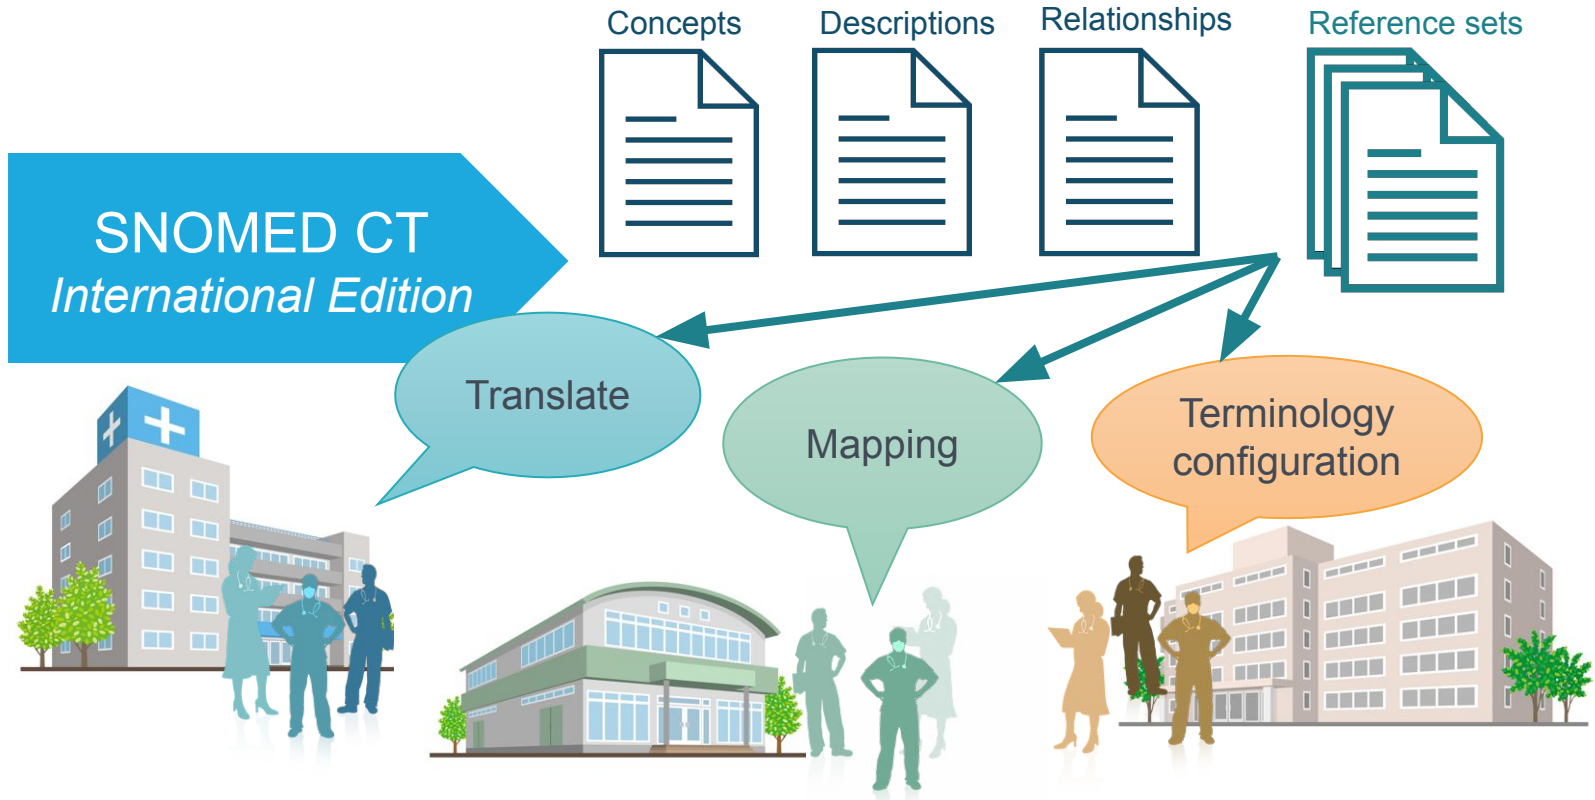 Concepts
Descriptions
Relationships
Reference sets
SNOMED CT
International Edition
Translate
Mapping
Terminology
configuration